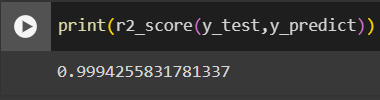 print(r2_score(y_test,y_predict))
0.9994255831781337